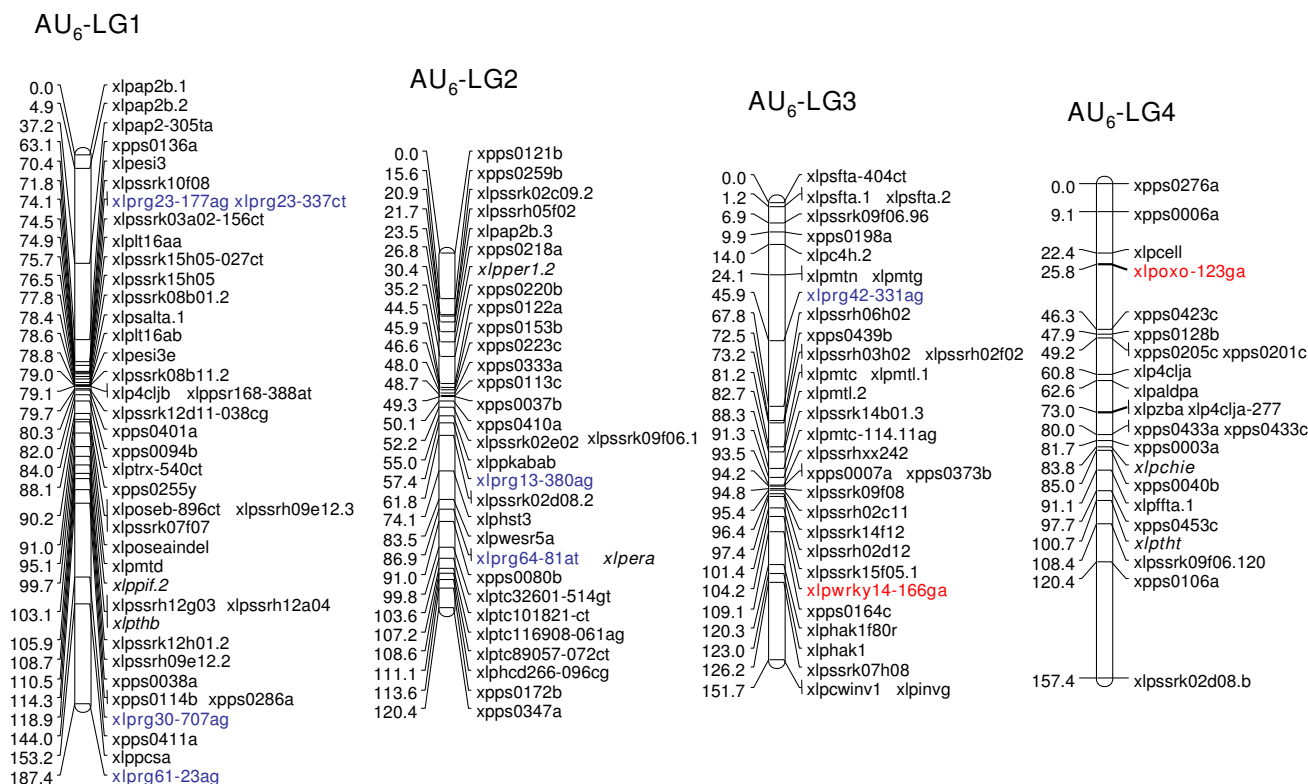 AU6-LG1
0.0 xlpap2b.1
4.9 xlpap2b.2
37.2 xlpap2-305ta
63.1 xpps0136a
70.4 xlpesi3
71.8 xlpssrk10f08
74.1 xlprg23-177ag xlprg23-337ct
74.5 xlpssrk03a02-156ct
74.9 xlplt16aa
75.7 xlpssrk15h05-027ct
76.5 xlpssrk15h05
77.8 xlpssrk08b01.2
78.4 xlpsalta.1
78.6 xlplt16ab
78.8 xlpesi3e
79.0 xlpssrk08b11.2
79.1 xlp4cljb xlppsr168-388at
79.7 xlpssrk12d11-038cg
80.3 xpps0401a
82.0 xpps0094b
84.0 xlptrx-540ct
88.1 xpps0255y
90.2 xlposeb-896ct xlpssrh09e12.3
xlpssrk07f07
91.0 xlposeaindel
95.1 xlpmtd
99.7 xlppif.2
103.1 xlpssrh12g03 xlpssrh12a04
xlpthb
105.9 xlpssrk12h01.2
108.7 xlpssrh09e12.2
110.5 xpps0038a
114.3 xpps0114b xpps0286a
118.9 xlprg30-707ag
144.0 xpps0411a
153.2 xlppcsa
187.4 xlprg61-23ag
AU6-LG2
0.0 xpps0121b
15.6 xpps0259b
20.9 xlpssrk02c09.2
21.7 xlpssrh05f02
23.5 xlpap2b.3
26.8 xpps0218a
30.4 xlpper1.2
35.2 xpps0220b
44.5 xpps0122a
45.9 xpps0153b
46.6 xpps0223c
48.0 xpps0333a
48.7 xpps0113c
49.3 xpps0037b
50.1 xpps0410a
52.2 xlpssrk02e02 xlpssrk09f06.1
55.0 xlppkabab
57.4 xlprg13-380ag
61.8 xlpssrk02d08.2
74.1 xlphst3
83.5 xlpwesr5a
86.9 xlprg64-81at xlpera
91.0 xpps0080b
99.8 xlptc32601-514gt
103.6 xlptc101821-ct
107.2 xlptc116908-061ag
108.6 xlptc89057-072ct
111.1 xlphcd266-096cg
113.6 xpps0172b
120.4 xpps0347a
AU6-LG3
0.0 xlpsfta-404ct
1.2 xlpsfta.1 xlpsfta.2
6.9 xlpssrk09f06.96
9.9 xpps0198a
14.0 xlpc4h.2
24.1 xlpmtn xlpmtg
45.9 xlprg42-331ag
67.8 xlpssrh06h02
72.5 xpps0439b
73.2 xlpssrh03h02 xlpssrh02f02
81.2 xlpmtc xlpmtl.1
82.7 xlpmtl.2
88.3 xlpssrk14b01.3
91.3 xlpmtc-114.11ag
93.5 xlpssrhxx242
94.2 xpps0007a xpps0373b
94.8 xlpssrk09f08
95.4 xlpssrh02c11
96.4 xlpssrk14f12
97.4 xlpssrh02d12
101.4 xlpssrk15f05.1
104.2 xlpwrky14-166ga
109.1 xpps0164c
120.3 xlphak1f80r
123.0 xlphak1
126.2 xlpssrk07h08
151.7 xlpcwinv1 xlpinvg
AU6-LG4
0.0 xpps0276a
9.1 xpps0006a
22.4 xlpcell
25.8 xlpoxo-123ga
46.3 xpps0423c
47.9 xpps0128b
49.2 xpps0205c xpps0201c
60.8 xlp4clja
62.6 xlpaldpa
73.0 xlpzba xlp4clja-277
80.0 xpps0433a xpps0433c
81.7 xpps0003a
83.8 xlpchie
85.0 xpps0040b
91.1 xlpffta.1
97.7 xpps0453c
100.7 xlptht
108.4 xlpssrk09f06.120
120.4 xpps0106a
157.4 xlpssrk02d08.b